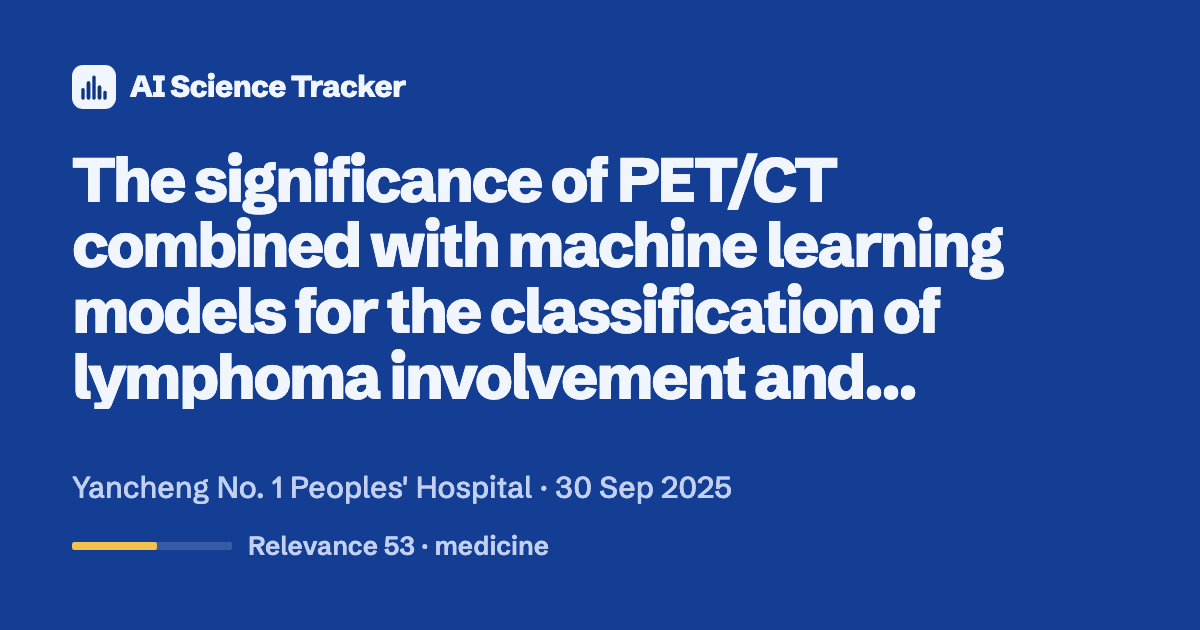 AI Science Tracker
The significance of PET/CT
combined with machine learning
models for the classification of
lymphoma involvement and...
Yancheng No. 1 Peoples' Hospital · 30 Sep 2025
Relevance 53 · medicine